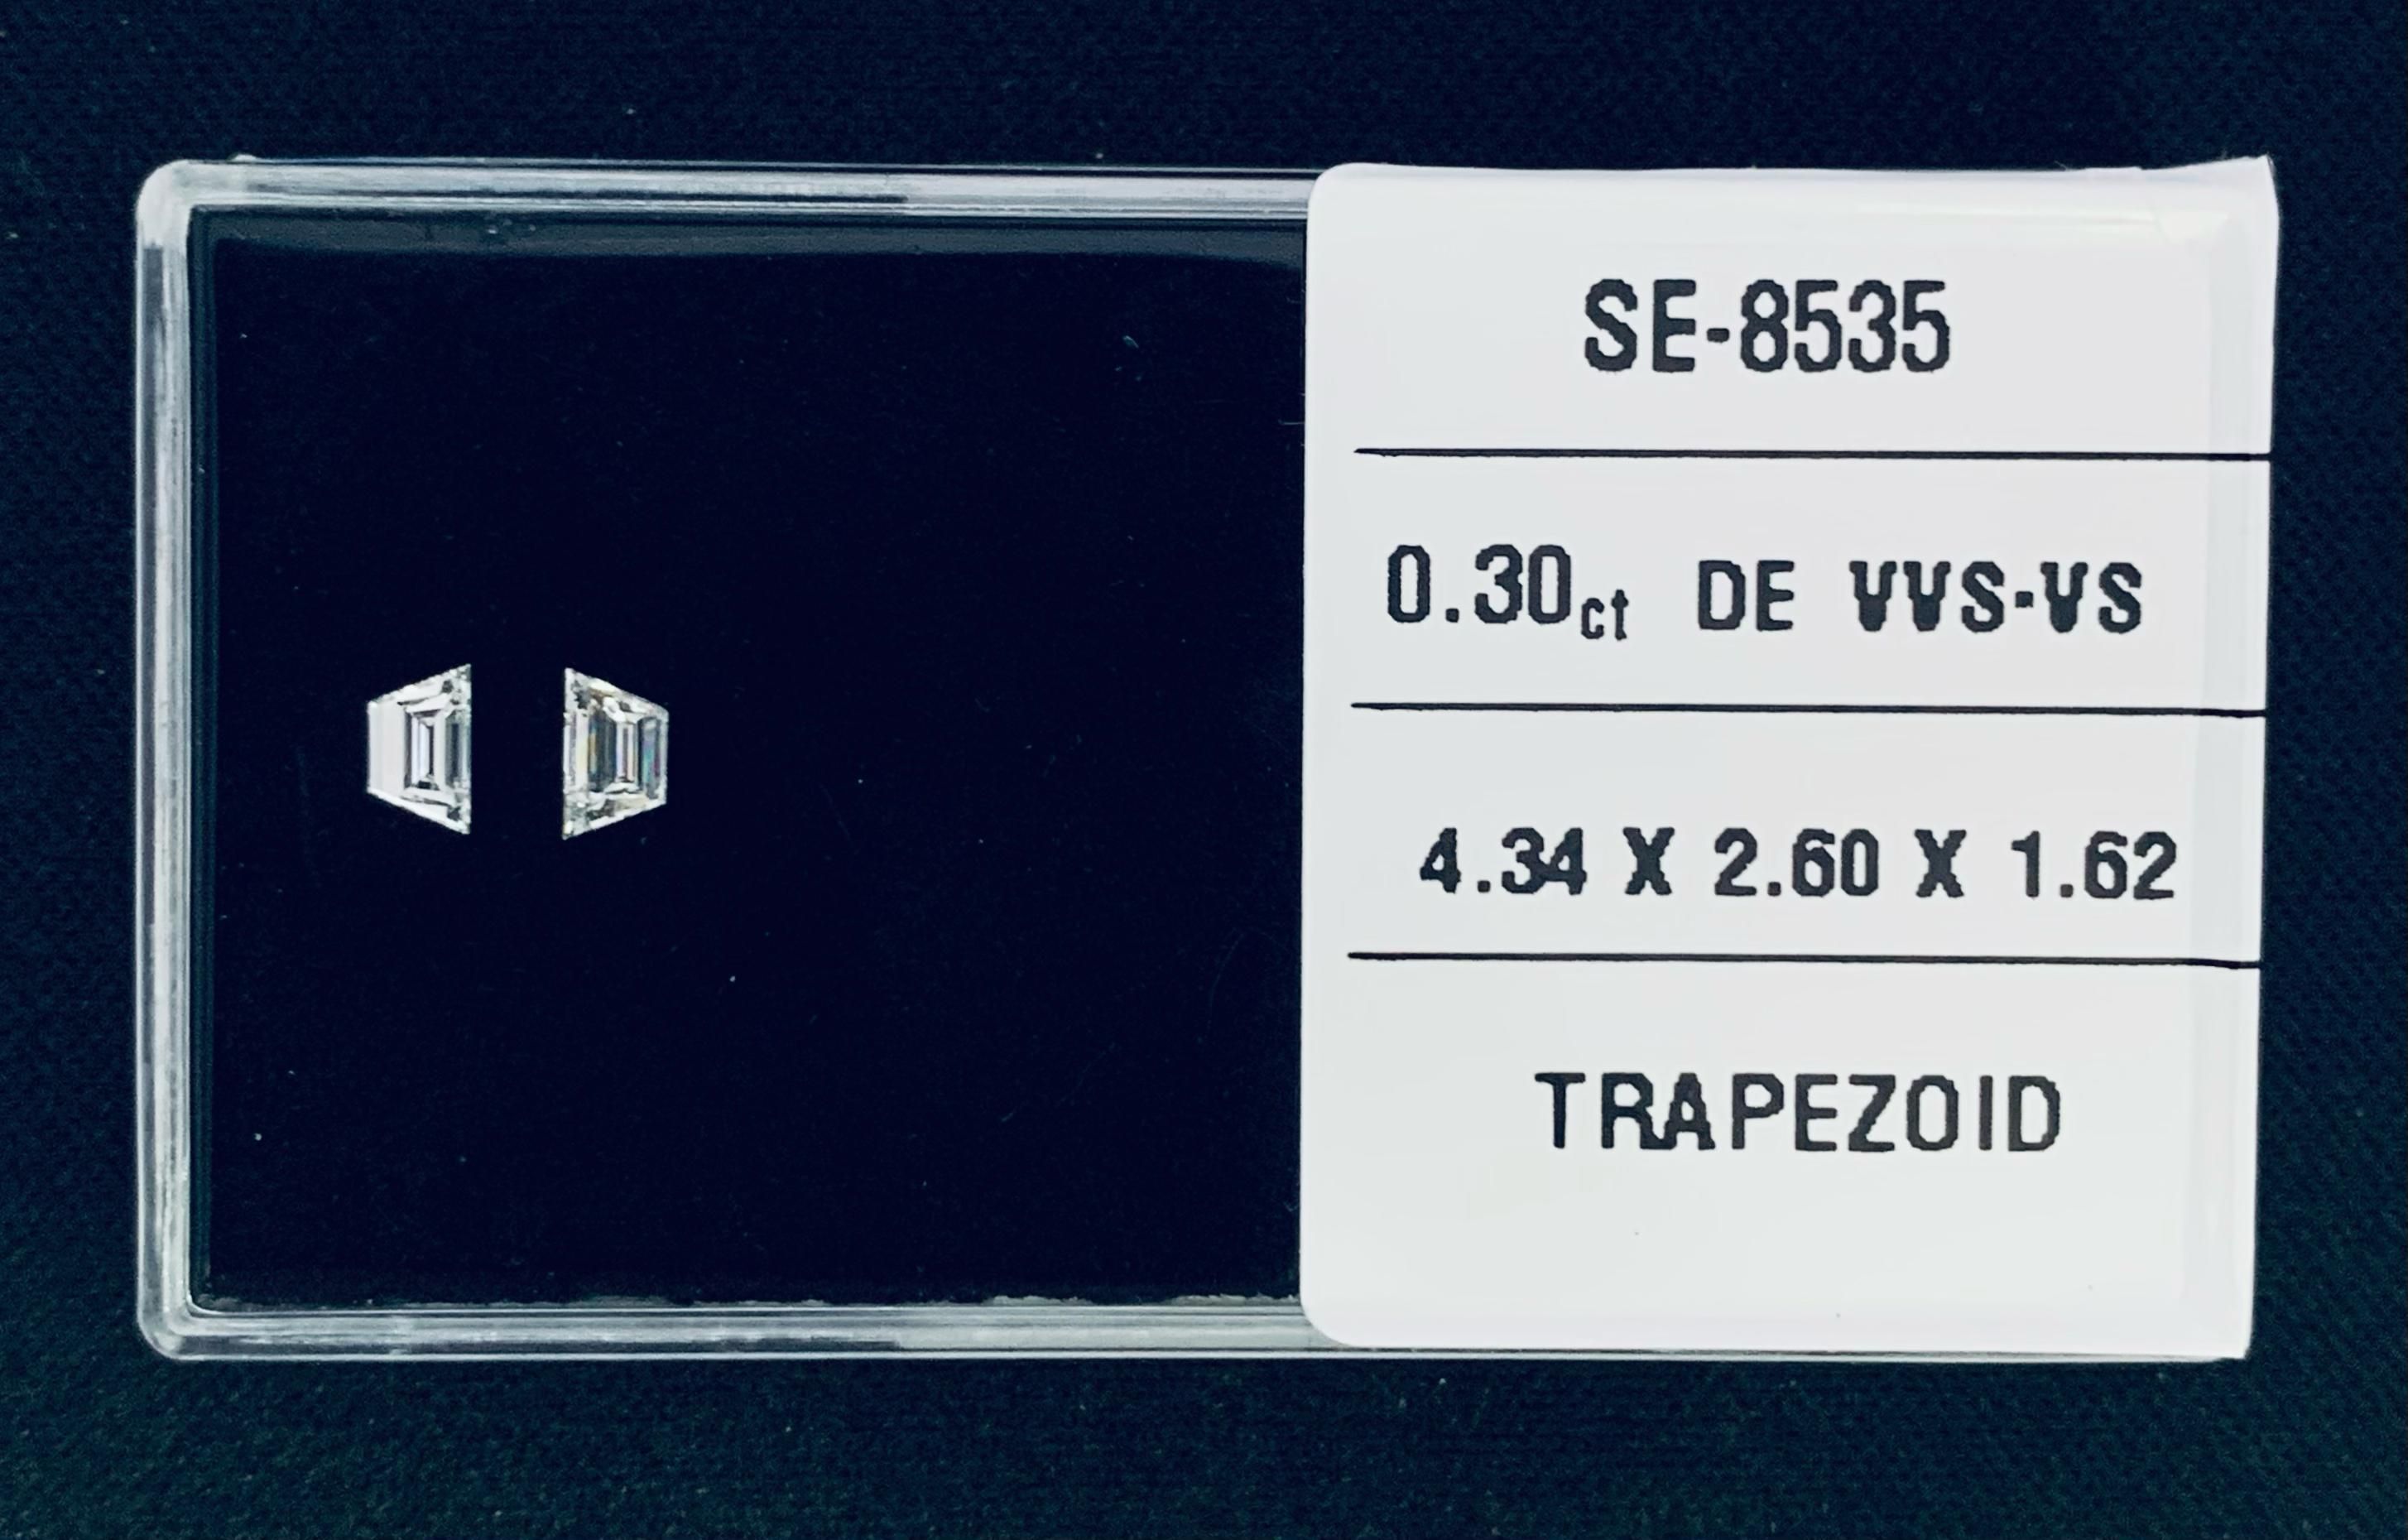 SE-8535
0.30ct DE VVS-VS
4.34 X 2.60 X 1.62
TRAPEZOID